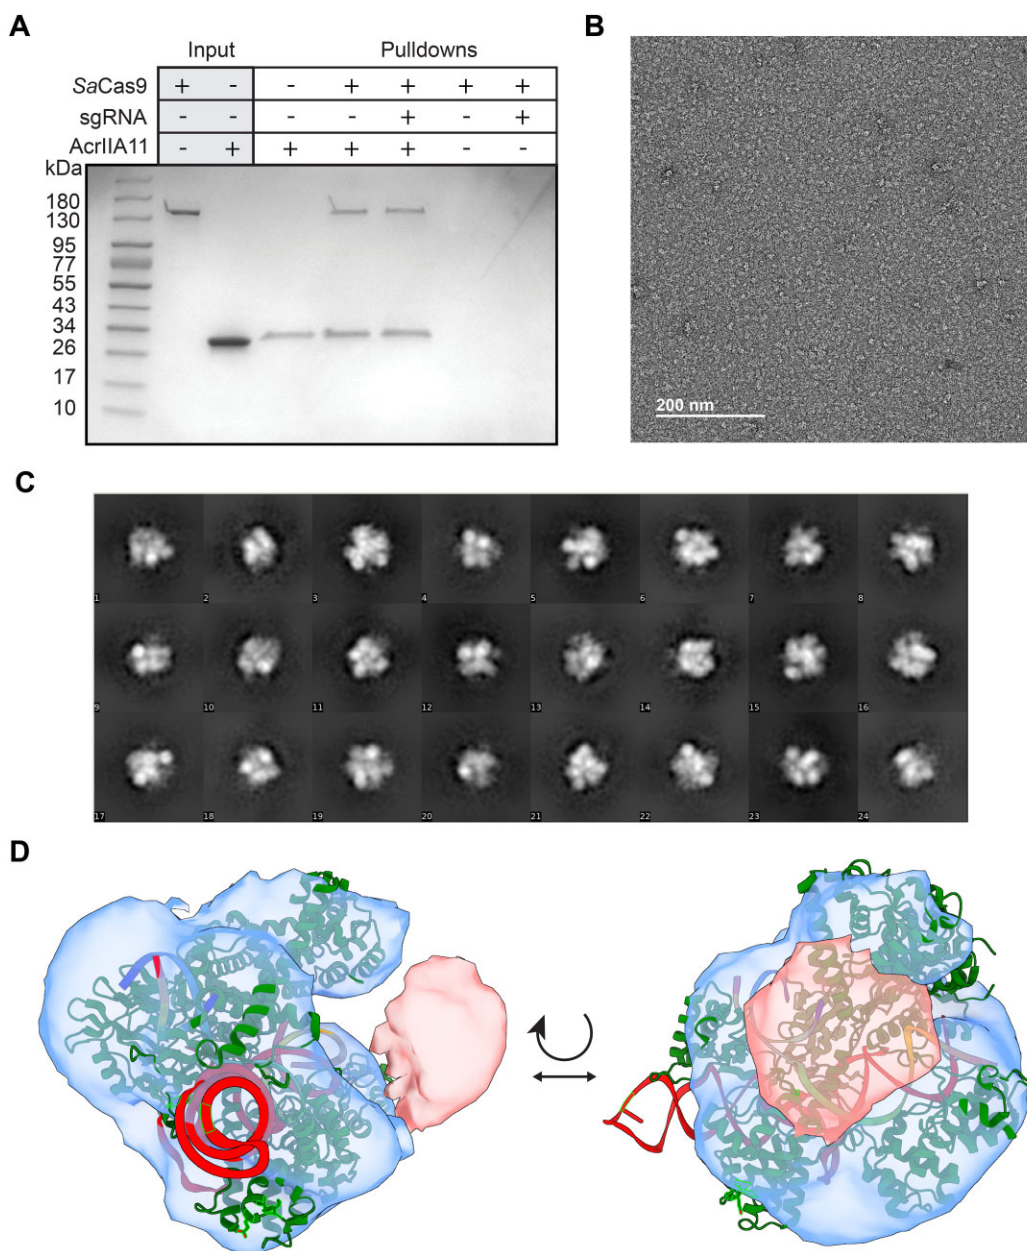 A
Input Pulldowns
SaCas9 + - - + + + +
sgRNA - - - - + - +
AcrIIA11 - + + + + - -
kDa
180
130
95
77
55
43
34
26
17
10
B
200 nm
C
1 2 3 4 5 6 7 8
9 10 11 12 13 14 15 16
17 18 19 20 21 22 23 24
D